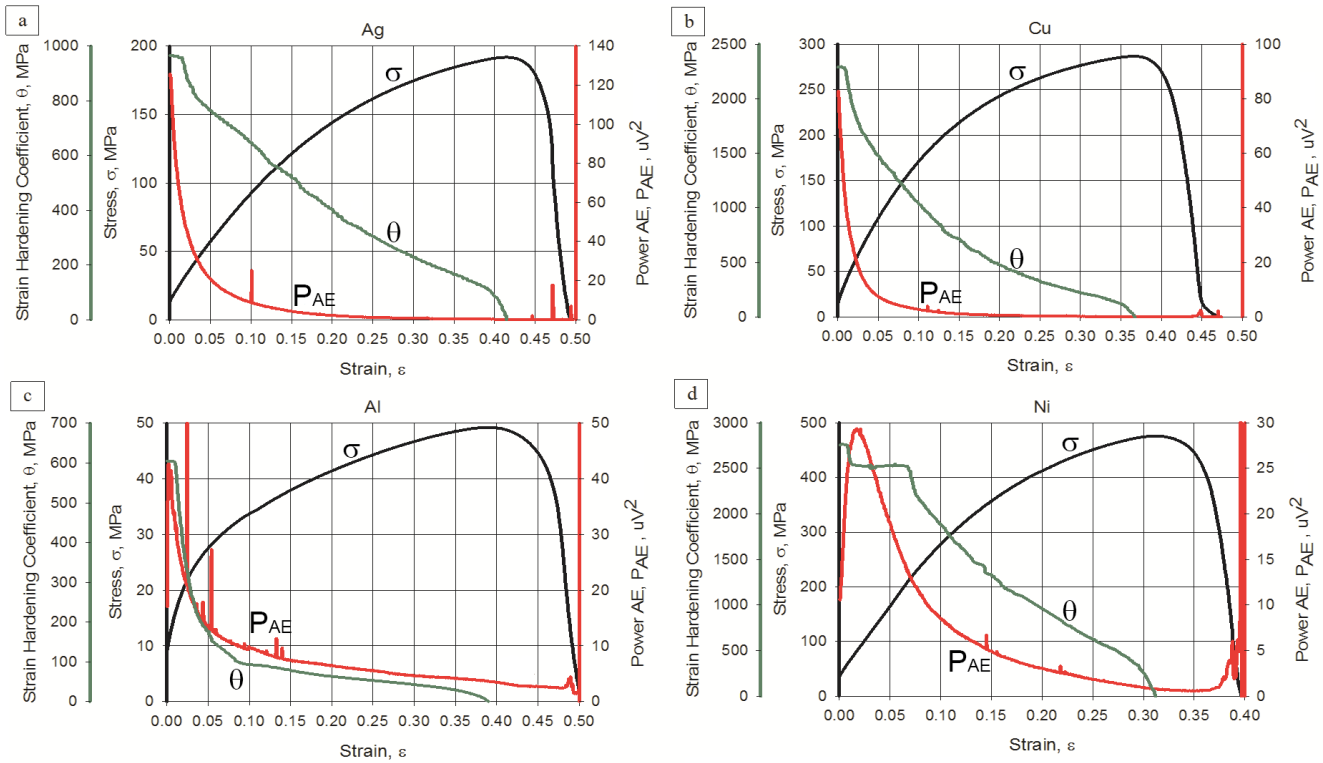 a
Ag
Strain Hardening Coefficient, θ, MPa
1000
800
600
400
200
0
Stress, σ, MPa
200
150
100
50
0
σ
θ
PAE
140
120
100
80
60
40
20
0
Power AE, PAE , uV²
0.00 0.05 0.10 0.15 0.20 0.25 0.30 0.35 0.40 0.45 0.50
Strain, ε
b
Cu
Strain Hardening Coefficient, θ, MPa
2500
2000
1500
1000
500
0
Stress, σ, MPa
300
250
200
150
100
50
0
σ
θ
PAE
100
80
60
40
20
0
Power AE, PAE , uV²
0.00 0.05 0.10 0.15 0.20 0.25 0.30 0.35 0.40 0.45 0.50
Strain, ε
c
Al
Strain Hardening Coefficient, θ, MPa
700
600
500
400
300
200
100
0
Stress, σ, MPa
50
40
30
20
10
0
σ
PAE
θ
50
40
30
20
10
0
Power AE, PAE , uV²
0.00 0.05 0.10 0.15 0.20 0.25 0.30 0.35 0.40 0.45 0.50
Strain, ε
d
Ni
Strain Hardening Coefficient, θ, MPa
3000
2500
2000
1500
1000
500
0
Stress, σ, MPa
500
400
300
200
100
0
σ
θ
PAE
30
25
20
15
10
5
0
Power AE, PAE , uV²
0.00 0.05 0.10 0.15 0.20 0.25 0.30 0.35 0.40
Strain, ε